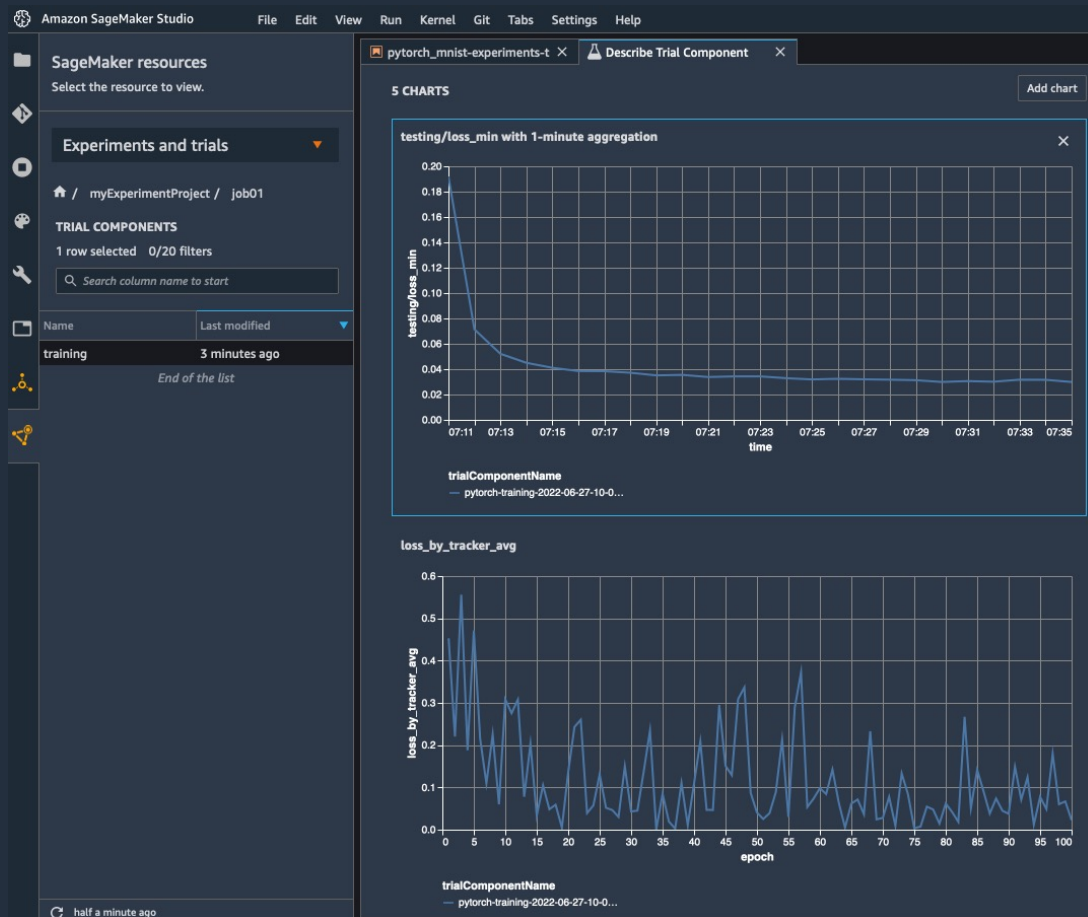 Amazon SageMaker Studio File Edit View Run Kernel Git Tabs Settings Help
SageMaker resources
Select the resource to view.
Experiments and trials
/ myExperimentProject / job01
TRIAL COMPONENTS
1 row selected 0/20 filters
Search column name to start
Name Last modified
training 3 minutes ago
End of the list
half a minute ago
pytorch_mnist-experiments-t Describe Trial Component
5 CHARTS Add chart
testing/loss_min with 1-minute aggregation
testing/loss_min
0.20
0.18
0.16
0.14
0.12
0.10
0.08
0.06
0.04
0.02
0.00
07:11 07:13 07:15 07:17 07:19 07:21 07:23 07:25 07:27 07:29 07:31 07:33 07:35
time
trialComponentName
pytorch-training-2022-06-27-10-0...
loss_by_tracker_avg
loss_by_tracker_avg
0.6
0.5
0.4
0.3
0.2
0.1
0.0
0 5 10 15 20 25 30 35 40 45 50 55 60 65 70 75 80 85 90 95 100
epoch
trialComponentName
pytorch-training-2022-06-27-10-0...